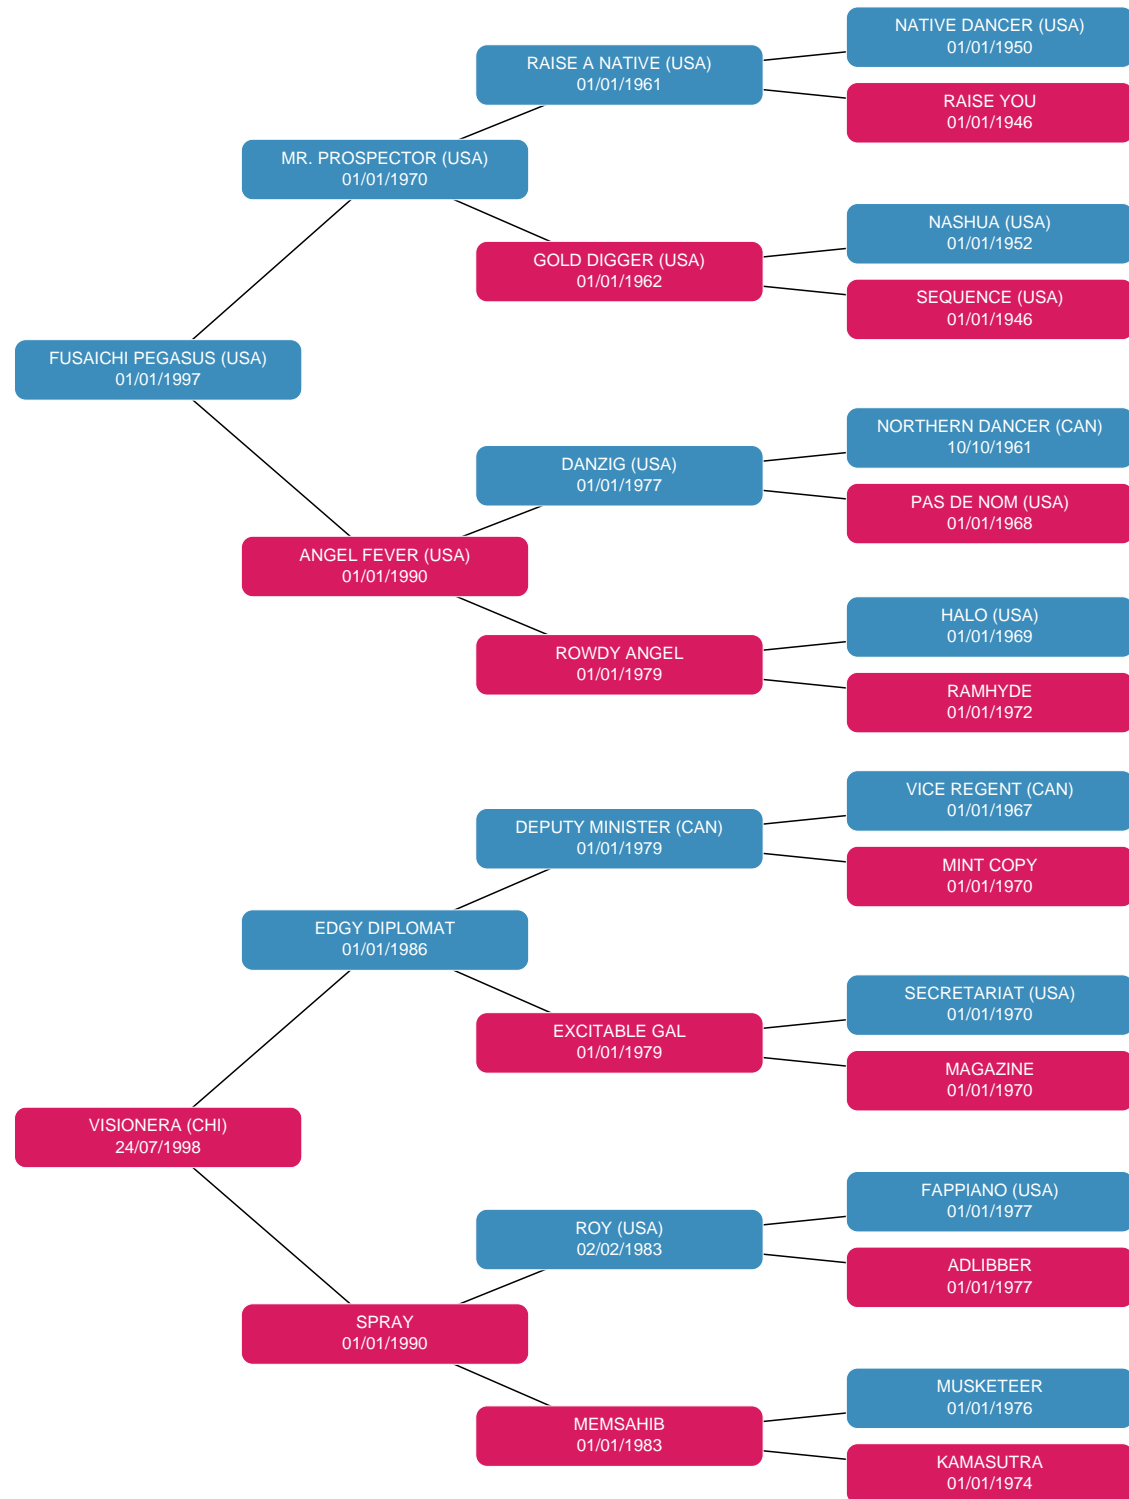 NATIVE DANCER (USA)
01/01/1950
RAISE A NATIVE (USA)
01/01/1961
RAISE YOU
01/01/1946
MR. PROSPECTOR (USA)
01/01/1970
NASHUA (USA)
01/01/1952
GOLD DIGGER (USA)
01/01/1962
SEQUENCE (USA)
01/01/1946
FUSAICHI PEGASUS (USA)
01/01/1997
NORTHERN DANCER (CAN)
10/10/1961
DANZIG (USA)
01/01/1977
PAS DE NOM (USA)
01/01/1968
ANGEL FEVER (USA)
01/01/1990
HALO (USA)
01/01/1969
ROWDY ANGEL
01/01/1979
RAMHYDE
01/01/1972
VICE REGENT (CAN)
01/01/1967
DEPUTY MINISTER (CAN)
01/01/1979
MINT COPY
01/01/1970
EDGY DIPLOMAT
01/01/1986
SECRETARIAT (USA)
01/01/1970
EXCITABLE GAL
01/01/1979
MAGAZINE
01/01/1970
VISIONERA (CHI)
24/07/1998
FAPPIANO (USA)
01/01/1977
ROY (USA)
02/02/1983
ADLIBBER
01/01/1977
SPRAY
01/01/1990
MUSKETEER
01/01/1976
MEMSAHIB
01/01/1983
KAMASUTRA
01/01/1974